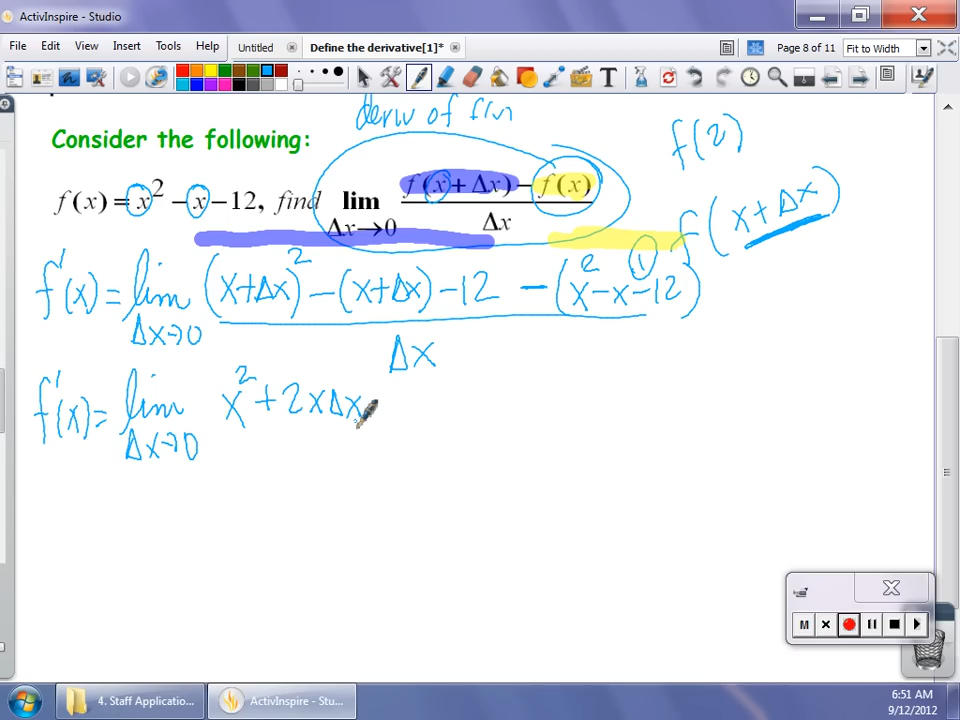 ActivInspire - Studio
File Edit View Insert Tools Help Untitled Define the derivative[1]* Page 8 of 11 Fit to Width
deriv of f(x)
Consider the following:
f(2)
f(x) = x² − x − 12, find lim Δx→0 (f(x + Δx) − f(x)) / Δx
f(x+Δx)
f'(x) = lim Δx→0 ((x+Δx)² − (x+Δx) − 12 − (x² − x − 12)) / Δx
1
f'(x) = lim Δx→0 x² + 2xΔx
M
4. Staff Applicatio... ActivInspire - Stu...
6:51 AM
9/12/2012